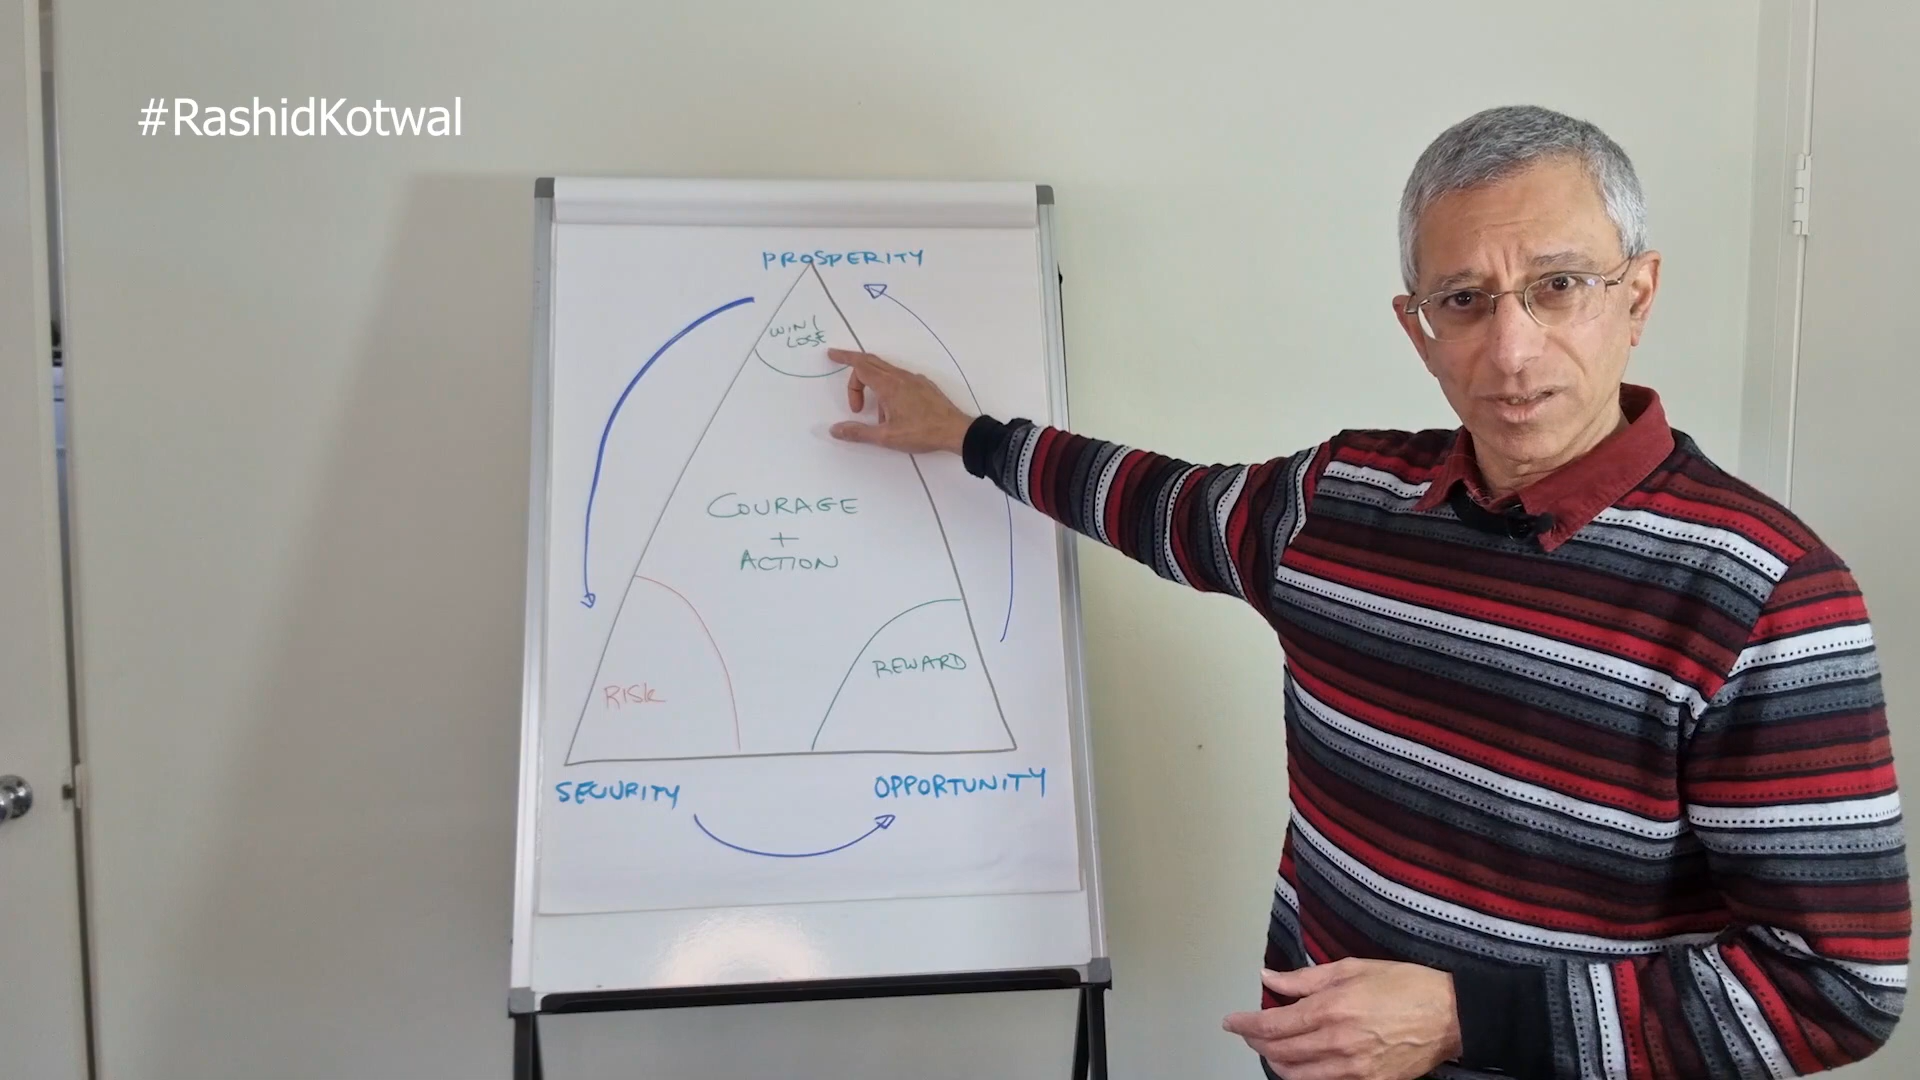 #RashidKotwal
PROSPERITY
WIN/
LOSE
COURAGE
+
ACTION
RISK
REWARD
SECURITY
OPPORTUNITY